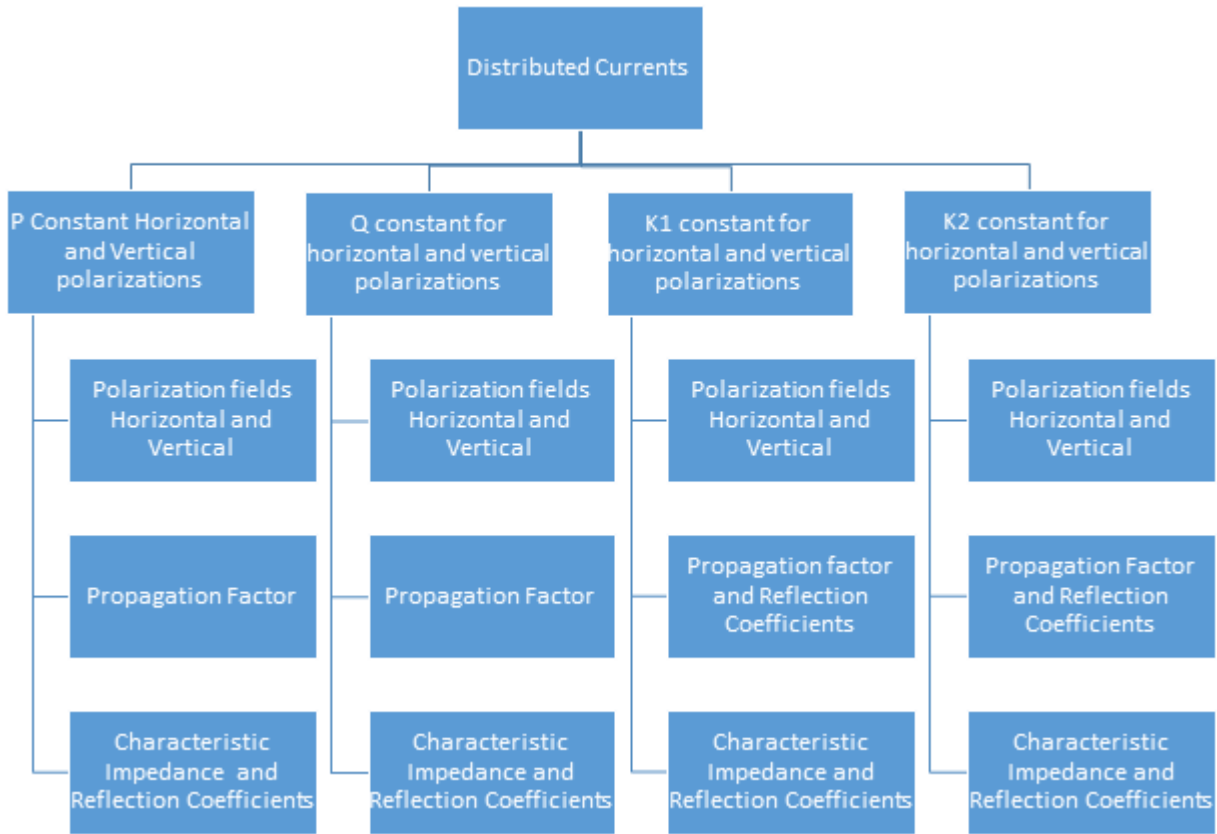 Distributed Currents
P Constant Horizontal
and Vertical
polarizations
Q constant for
horizontal and vertical
polarizations
K1 constant for
horizontal and vertical
polarizations
K2 constant for
horizontal and vertical
polarizations
Polarization fields
Horizontal and
Vertical
Polarization fields
Horizontal and
Vertical
Polarization fields
Horizontal and
Vertical
Polarization fields
Horizontal and
Vertical
Propagation Factor
Propagation Factor
Propagation factor
and Reflection
Coefficients
Propagation Factor
and Reflection
Coefficients
Characteristic
Impedance and
Reflection Coefficients
Characteristic
Impedance and
Reflection Coefficients
Characteristic
Impedance and
Reflection Coefficients
Characteristic
Impedance and
Reflection Coefficients